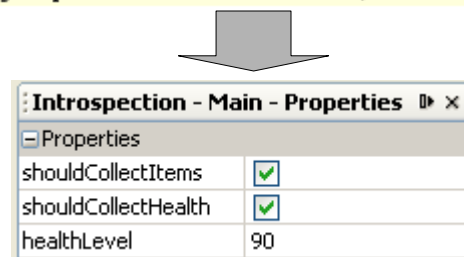 Introspection - Main - Properties
Properties
shouldCollectItems
shouldCollectHealth
healthLevel 90